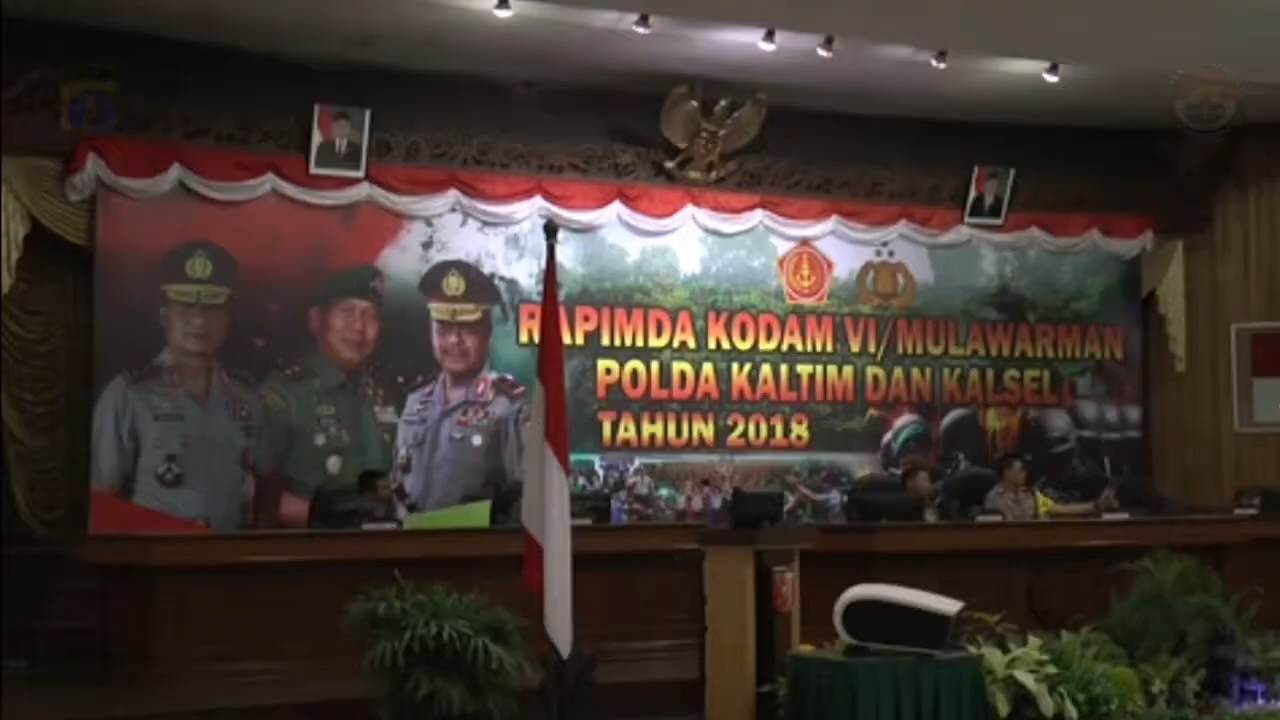 RAPIMDA KODAM VI/MULAWARMAN
POLDA KALTIM DAN KALSEL
TAHUN 2018